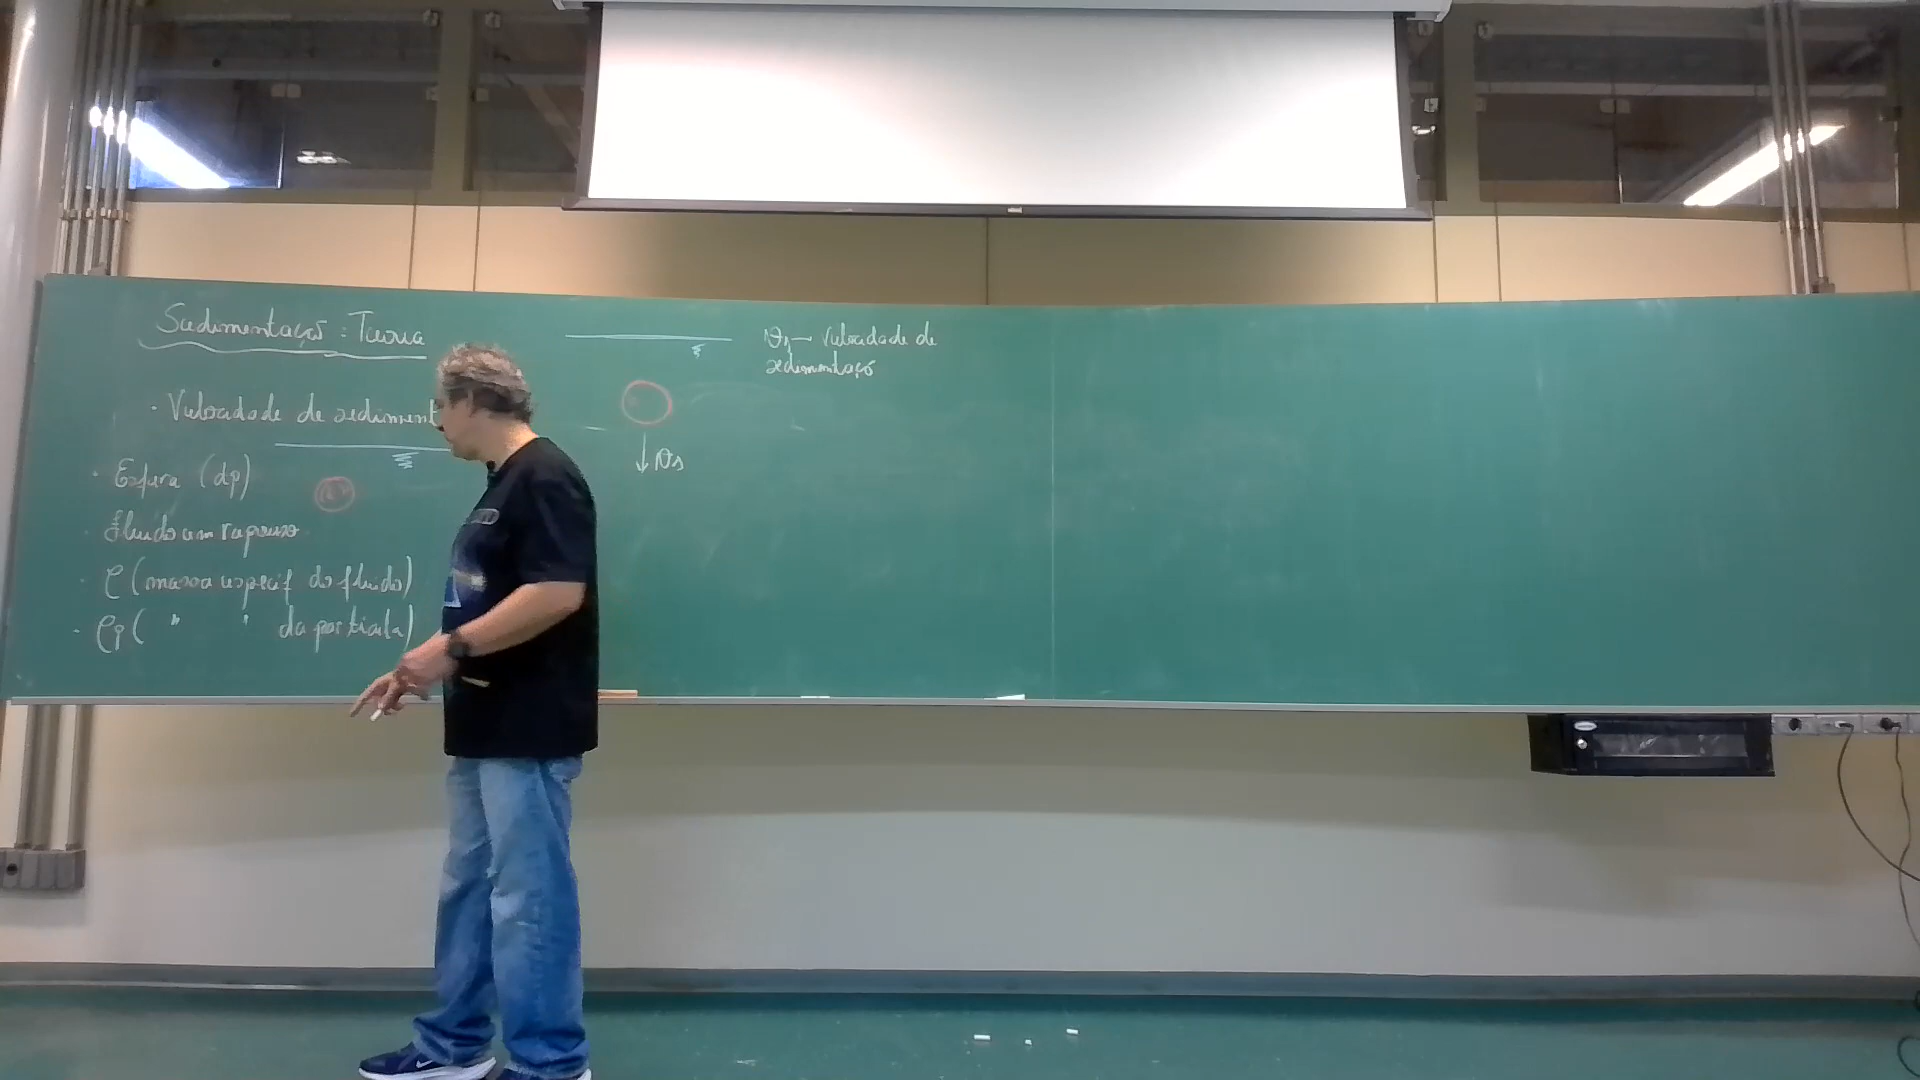 Sedimentação: Teoria
· Velocidade de sediment
· Esfera (dp)
· fluido em repouso
· ρ (massa especif do fluido)
· ρp ( " " da partícula)
↓ vs
vs – Velocidade de
sedimentação